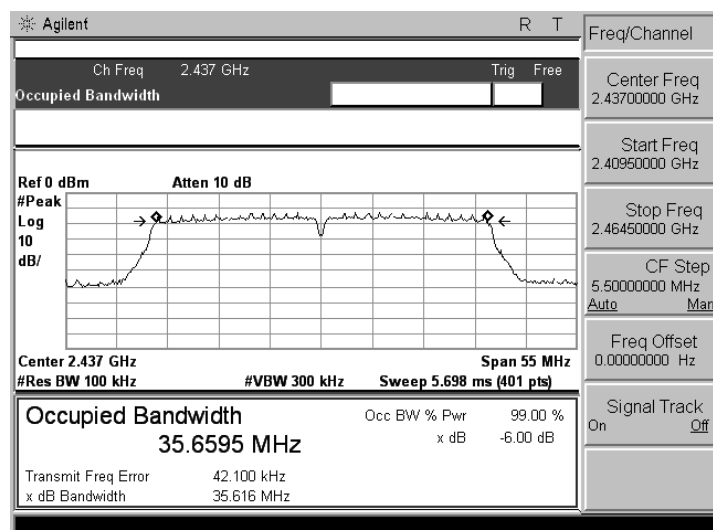 Agilent R T
Freq/Channel
Ch Freq 2.437 GHz Trig Free
Occupied Bandwidth
Center Freq
2.43700000 GHz
Start Freq
2.40950000 GHz
Stop Freq
2.46450000 GHz
CF Step
5.50000000 MHz
Auto Man
Freq Offset
0.00000000 Hz
Signal Track
On Off
Ref 0 dBm Atten 10 dB
#Peak
Log
10
dB/
Center 2.437 GHz Span 55 MHz
#Res BW 100 kHz #VBW 300 kHz Sweep 5.698 ms (401 pts)
Occupied Bandwidth Occ BW % Pwr 99.00 %
35.6595 MHz x dB -6.00 dB
Transmit Freq Error 42.100 kHz
x dB Bandwidth 35.616 MHz